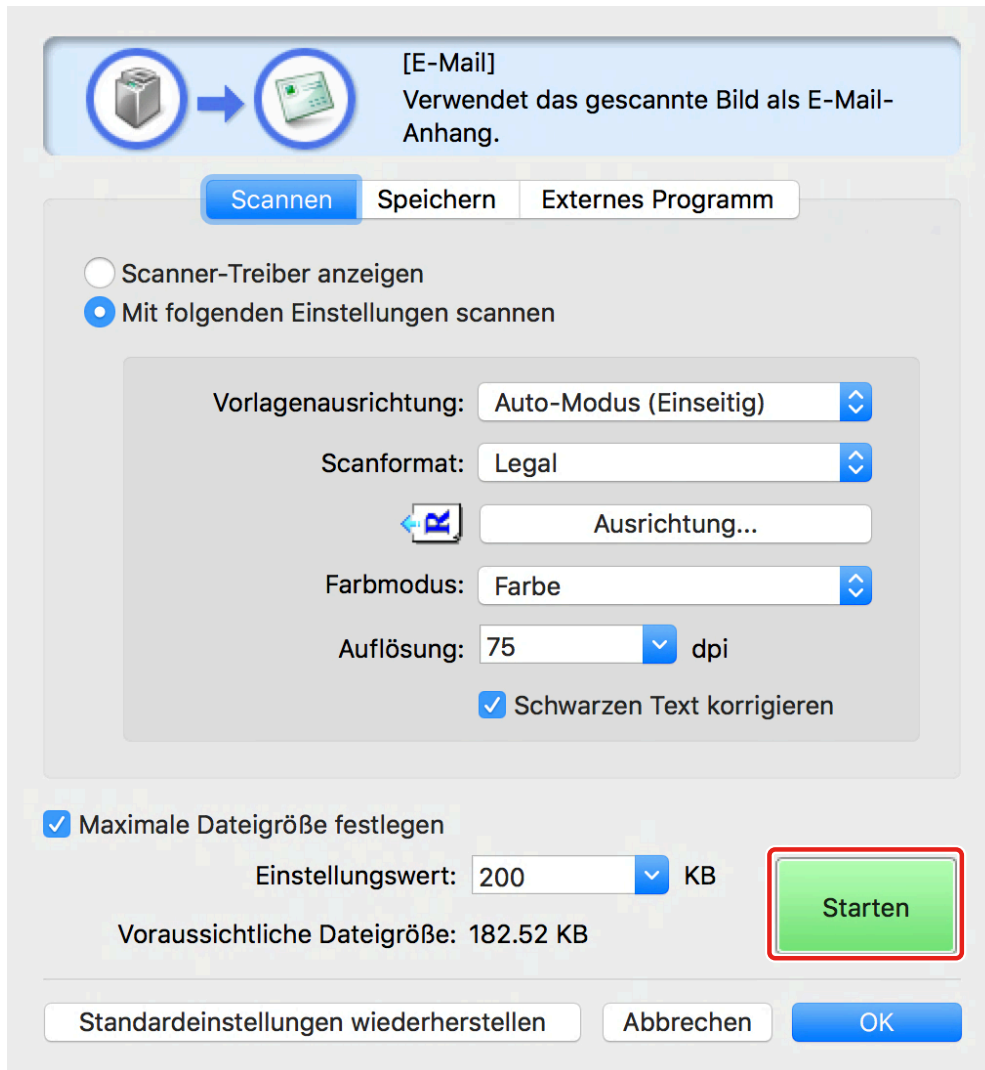 [E-Mail]
Verwendet das gescannte Bild als E-Mail-
Anhang.
Scannen Speichern Externes Programm
Scanner-Treiber anzeigen
Mit folgenden Einstellungen scannen
Vorlagenausrichtung: Auto-Modus (Einseitig)
Scanformat: Legal
R Ausrichtung...
Farbmodus: Farbe
Auflösung: 75 dpi
Schwarzen Text korrigieren
Maximale Dateigröße festlegen
Einstellungswert: 200 KB
Starten
Voraussichtliche Dateigröße: 182.52 KB
Standardeinstellungen wiederherstellen Abbrechen OK